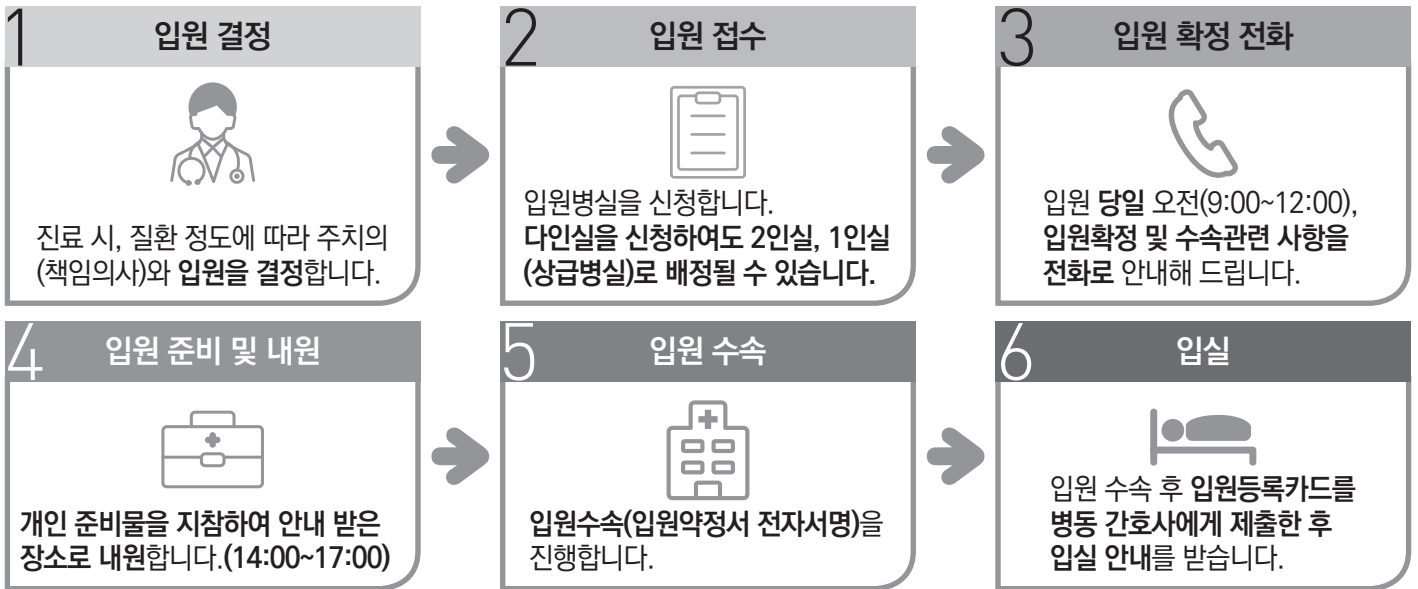 1 입원 결정
진료 시, 질환 정도에 따라 주치의
(책임의사)와 입원을 결정합니다.
2 입원 접수
입원병실을 신청합니다.
다인실을 신청하여도 2인실, 1인실
(상급병실)로 배정될 수 있습니다.
3 입원 확정 전화
입원 당일 오전(9:00~12:00),
입원확정 및 수속관련 사항을
전화로 안내해 드립니다.
4 입원 준비 및 내원
개인 준비물을 지참하여 안내 받은
장소로 내원합니다.(14:00~17:00)
5 입원 수속
입원수속(입원약정서 전자서명)을
진행합니다.
6 입실
입원 수속 후 입원등록카드를
병동 간호사에게 제출한 후
입실 안내를 받습니다.